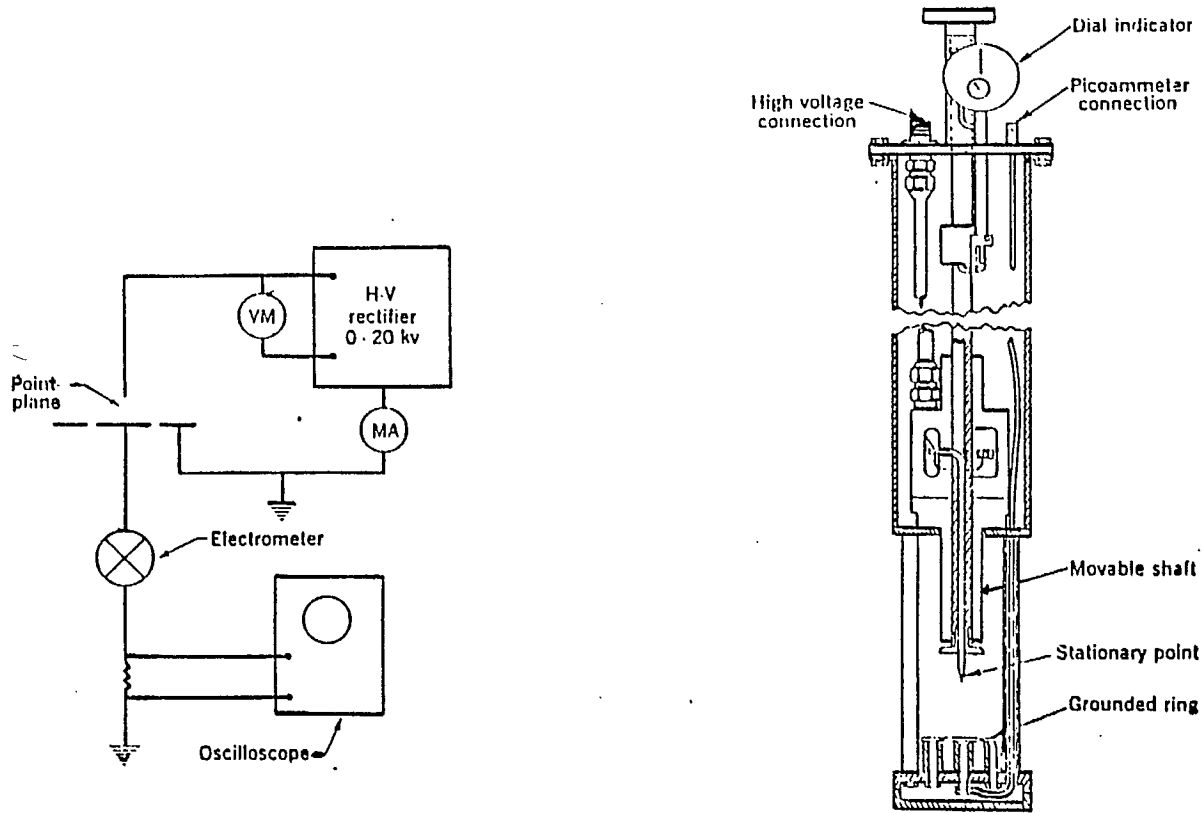 Dial indicator
Picoammeter
connection
High voltage
connection
H-V
rectifier
0-20 kv
VM
Point-
plane
MA
Electrometer
Oscilloscope
Movable shaft
Stationary point
Grounded ring